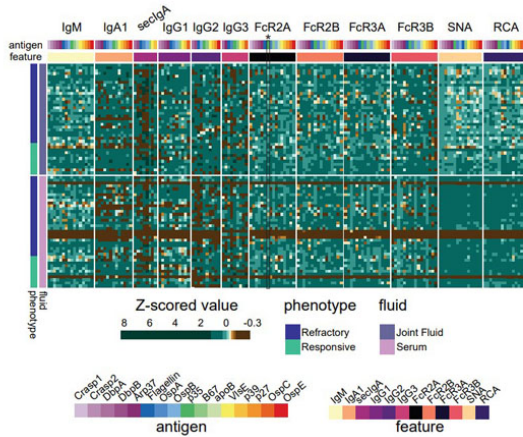 IgM IgA1 secIgA IgG1 IgG2 IgG3 FcR2A FcR2B FcR3A FcR3B SNA RCA
antigen *
feature
fluid
phenotype
Z-scored value phenotype fluid
8 6 4 2 1 0 -0.3
Refractory Joint Fluid
Responsive Serum
Crasp1 Crasp2 DbpA DbpB Arp37 Flagellin OspA OspB p35 B67 apoB VlsE p39 p27 OspC OspE
antigen
IgM IgA1 secIgA IgG1 IgG2 IgG3 FcR2A FcR2B FcR3A FcR3B SNA RCA
feature